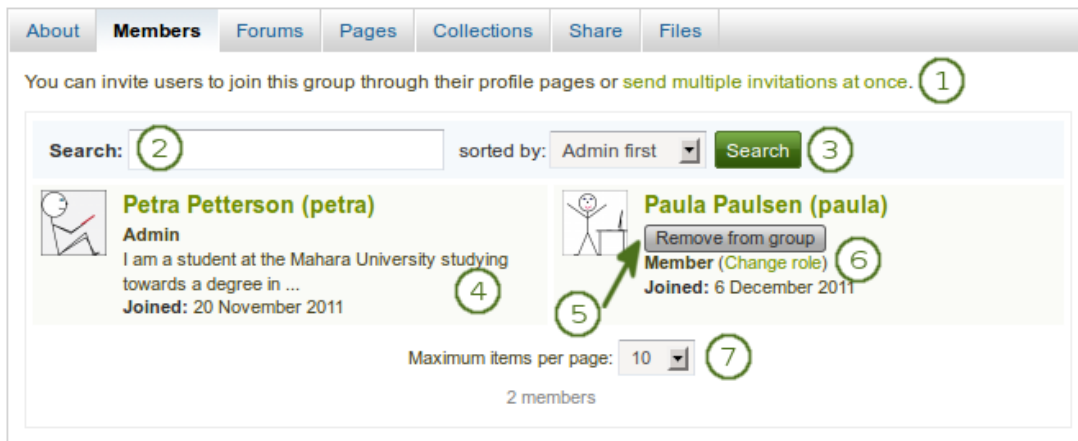 About Members Forums Pages Collections Share Files
You can invite users to join this group through their profile pages or send multiple invitations at once. 1
Search: 2 sorted by: Admin first Search 3
Petra Petterson (petra)
Admin
I am a student at the Mahara University studying
towards a degree in ... 4
Joined: 20 November 2011
Paula Paulsen (paula)
Remove from group
Member (Change role) 6
Joined: 6 December 2011
5
Maximum items per page: 10 7
2 members